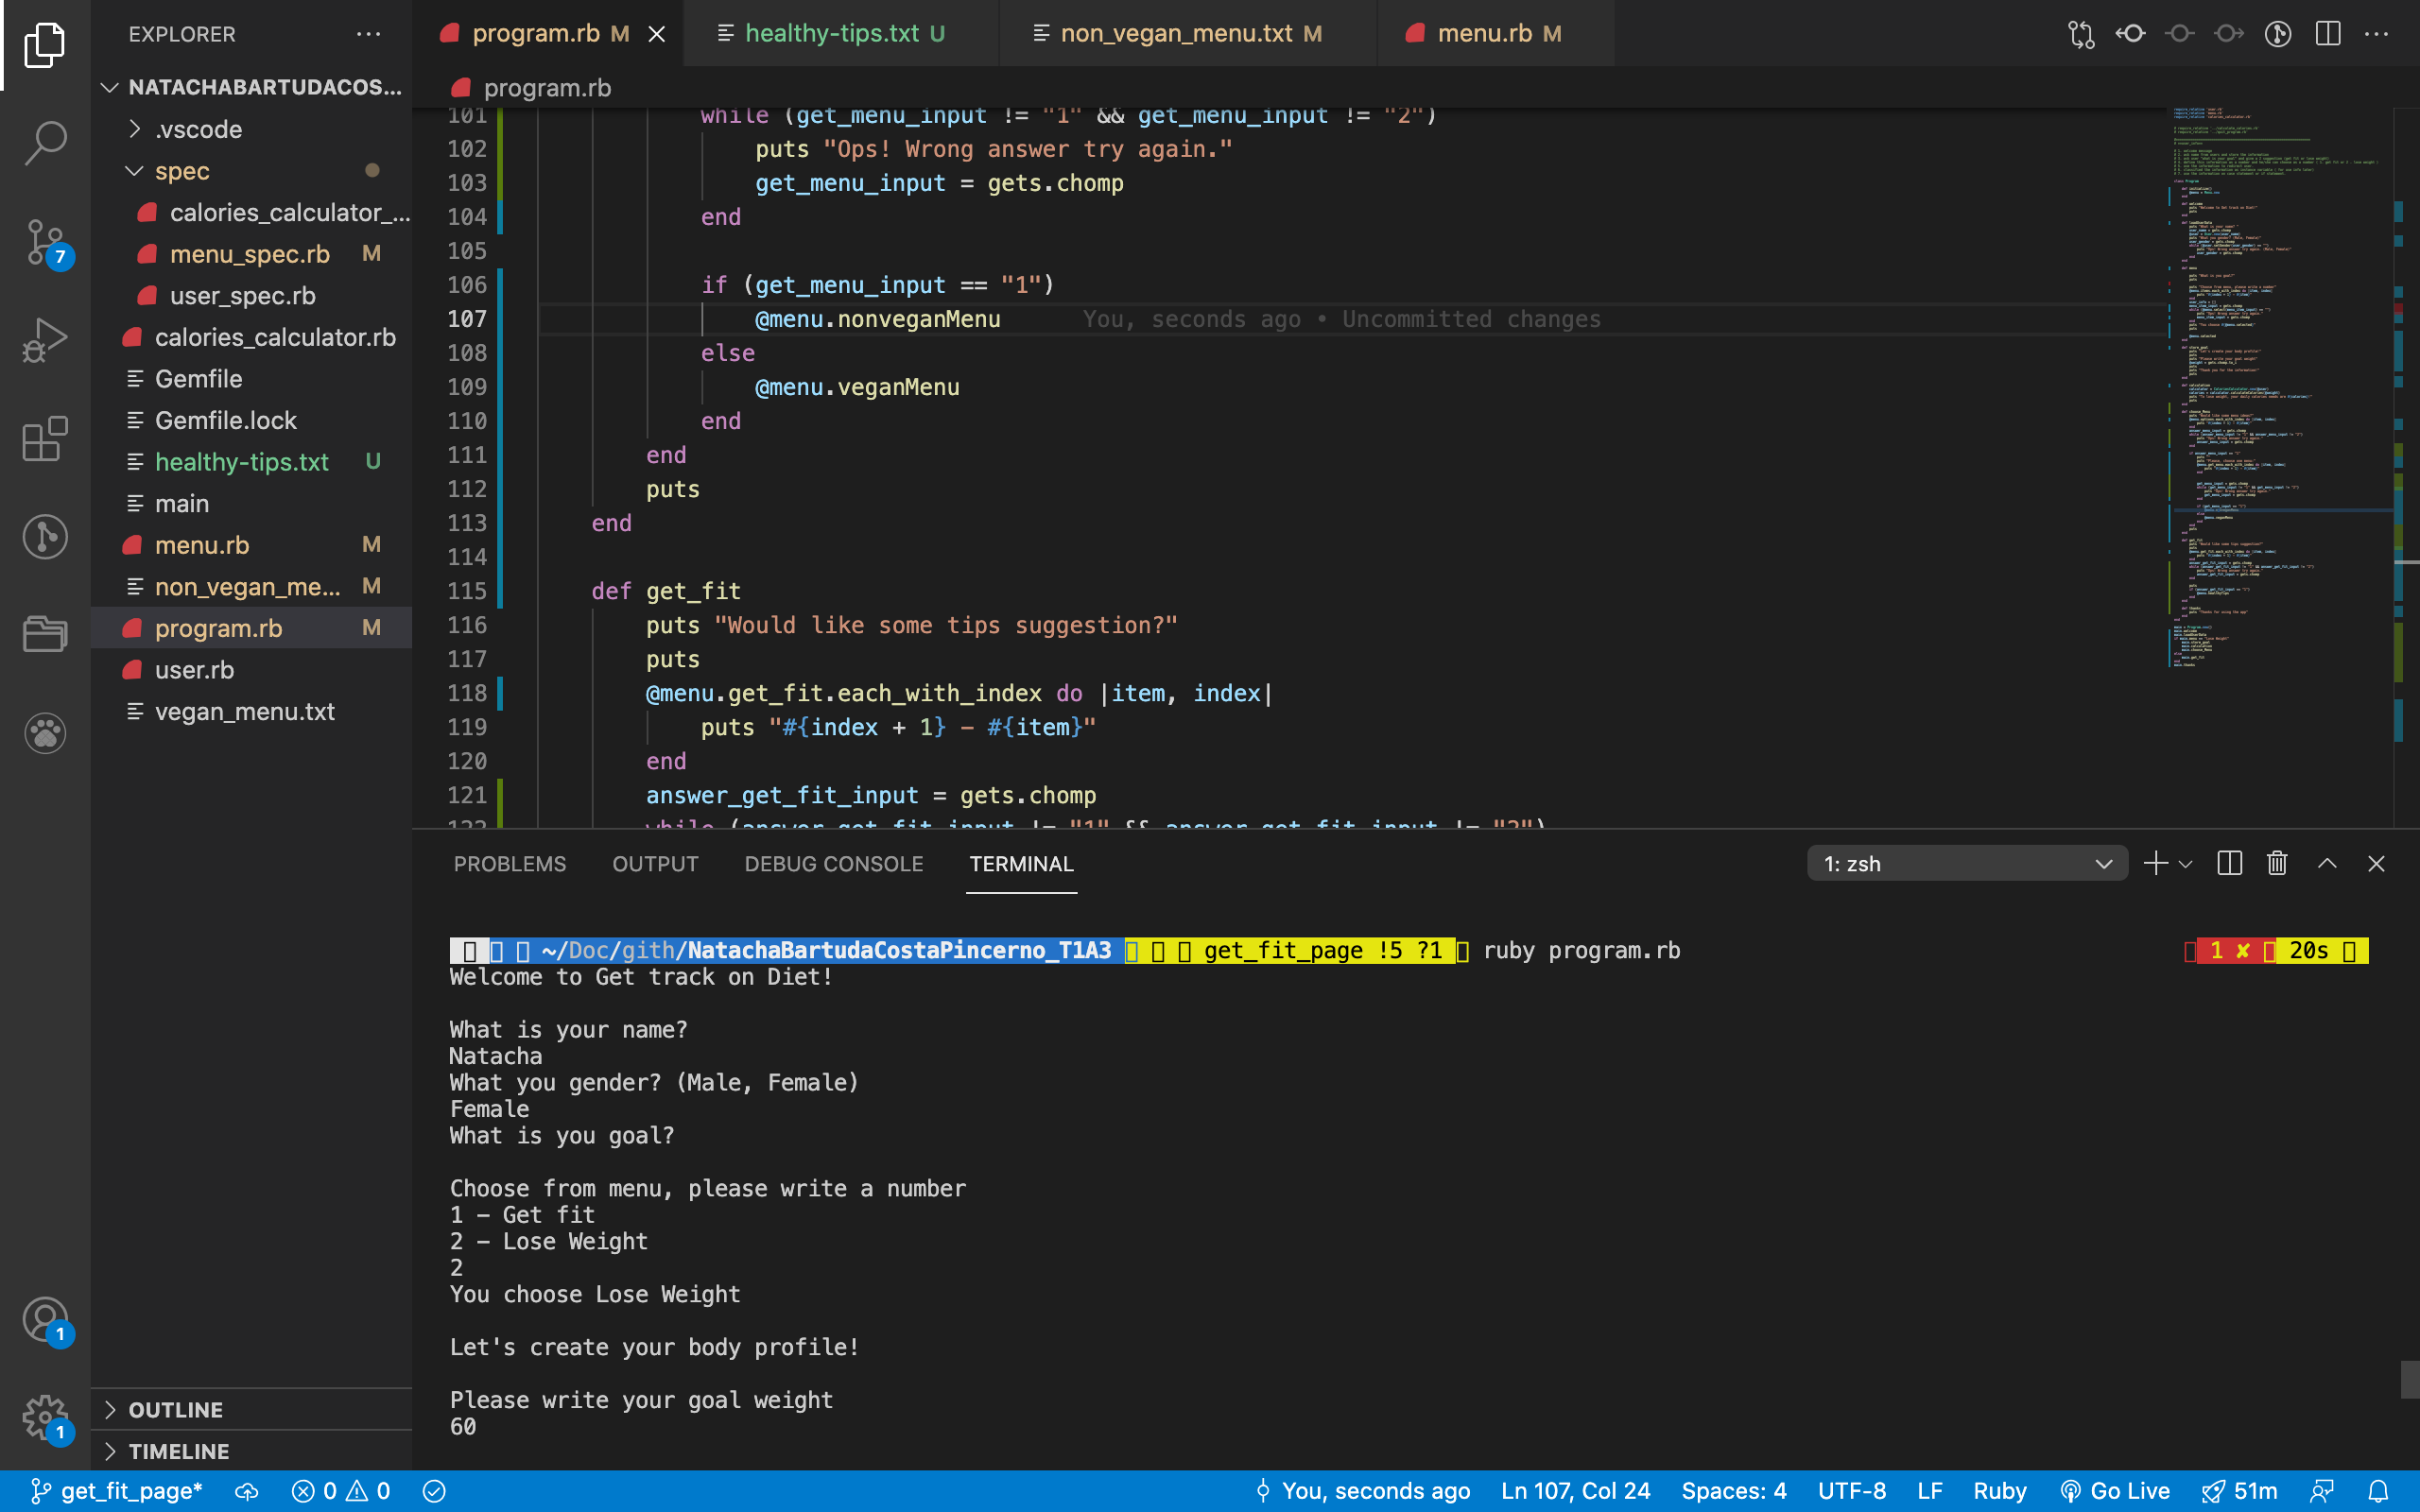 EXPLORER
program.rb M
healthy-tips.txt U
non_vegan_menu.txt M
menu.rb M
NATACHABARTUDACOS...
.vscode
spec
calories_calculator_...
menu_spec.rb M
user_spec.rb
calories_calculator.rb
Gemfile
Gemfile.lock
healthy-tips.txt U
main
menu.rb M
non_vegan_me... M
program.rb M
user.rb
vegan_menu.txt
OUTLINE
TIMELINE
7
1
1
program.rb
101 while (get_menu_input != "1" && get_menu_input != "2")
102 puts "Ops! Wrong answer try again."
103 get_menu_input = gets.chomp
104 end
105
106 if (get_menu_input == "1")
107 @menu.nonveganMenu You, seconds ago • Uncommitted changes
108 else
109 @menu.veganMenu
110 end
111 end
112 puts
113 end
114
115 def get_fit
116 puts "Would like some tips suggestion?"
117 puts
118 @menu.get_fit.each_with_index do |item, index|
119 puts "#{index + 1} - #{item}"
120 end
121 answer_get_fit_input = gets.chomp
122 while (answer_get_fit_input != "1" && answer_get_fit_input != "2")
PROBLEMS OUTPUT DEBUG CONSOLE TERMINAL
1: zsh
~/Doc/gith/NatachaBartudaCostaPincerno_T1A3 get_fit_page !5 ?1 ruby program.rb 1 ✘ 20s
Welcome to Get track on Diet!
What is your name?
Natacha
What you gender? (Male, Female)
Female
What is you goal?
Choose from menu, please write a number
1 - Get fit
2 - Lose Weight
2
You choose Lose Weight
Let's create your body profile!
Please write your goal weight
60
get_fit_page* 0 0 You, seconds ago Ln 107, Col 24 Spaces: 4 UTF-8 LF Ruby Go Live 51m